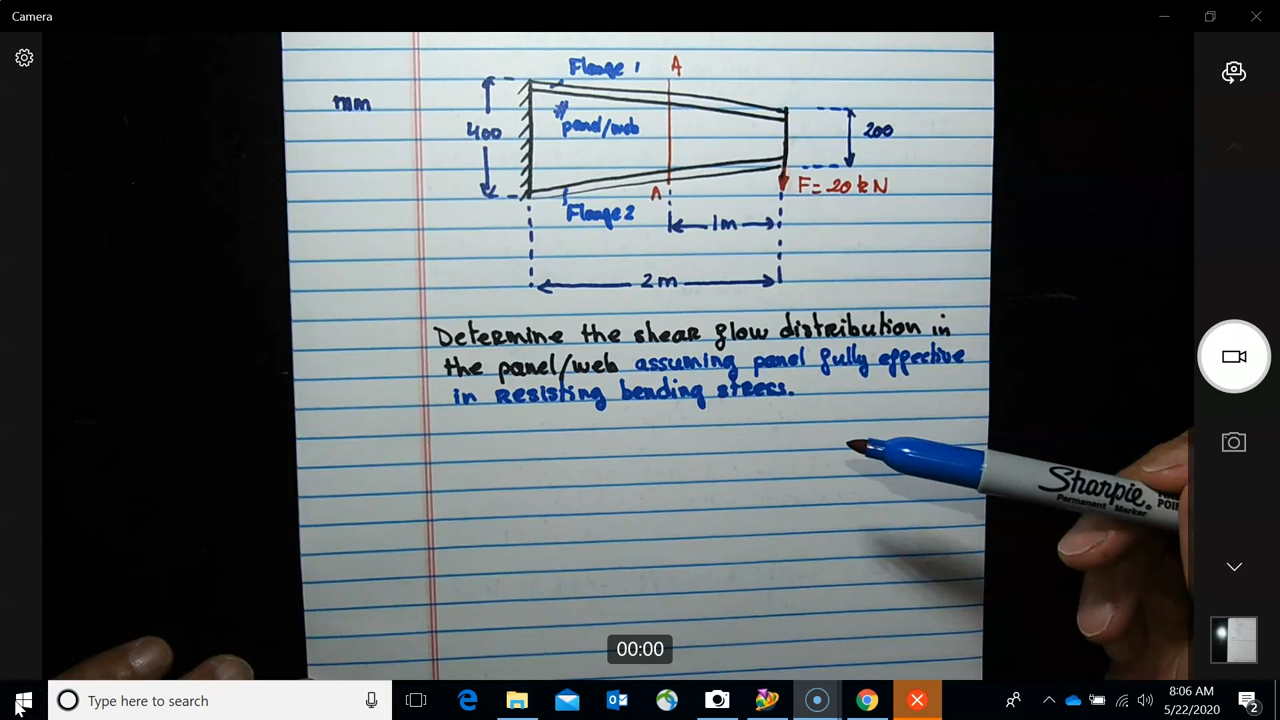 Camera
Flange 1
A
mm
400
panel/web
200
A
F = 20 kN
Flange 2
1m
2m
Determine the shear flow distribution in
the panel/web assuming panel fully effective
in resisting bending stress.
Sharpie
Permanent Marker
00:00
Type here to search
8:06 AM
5/22/2020
2